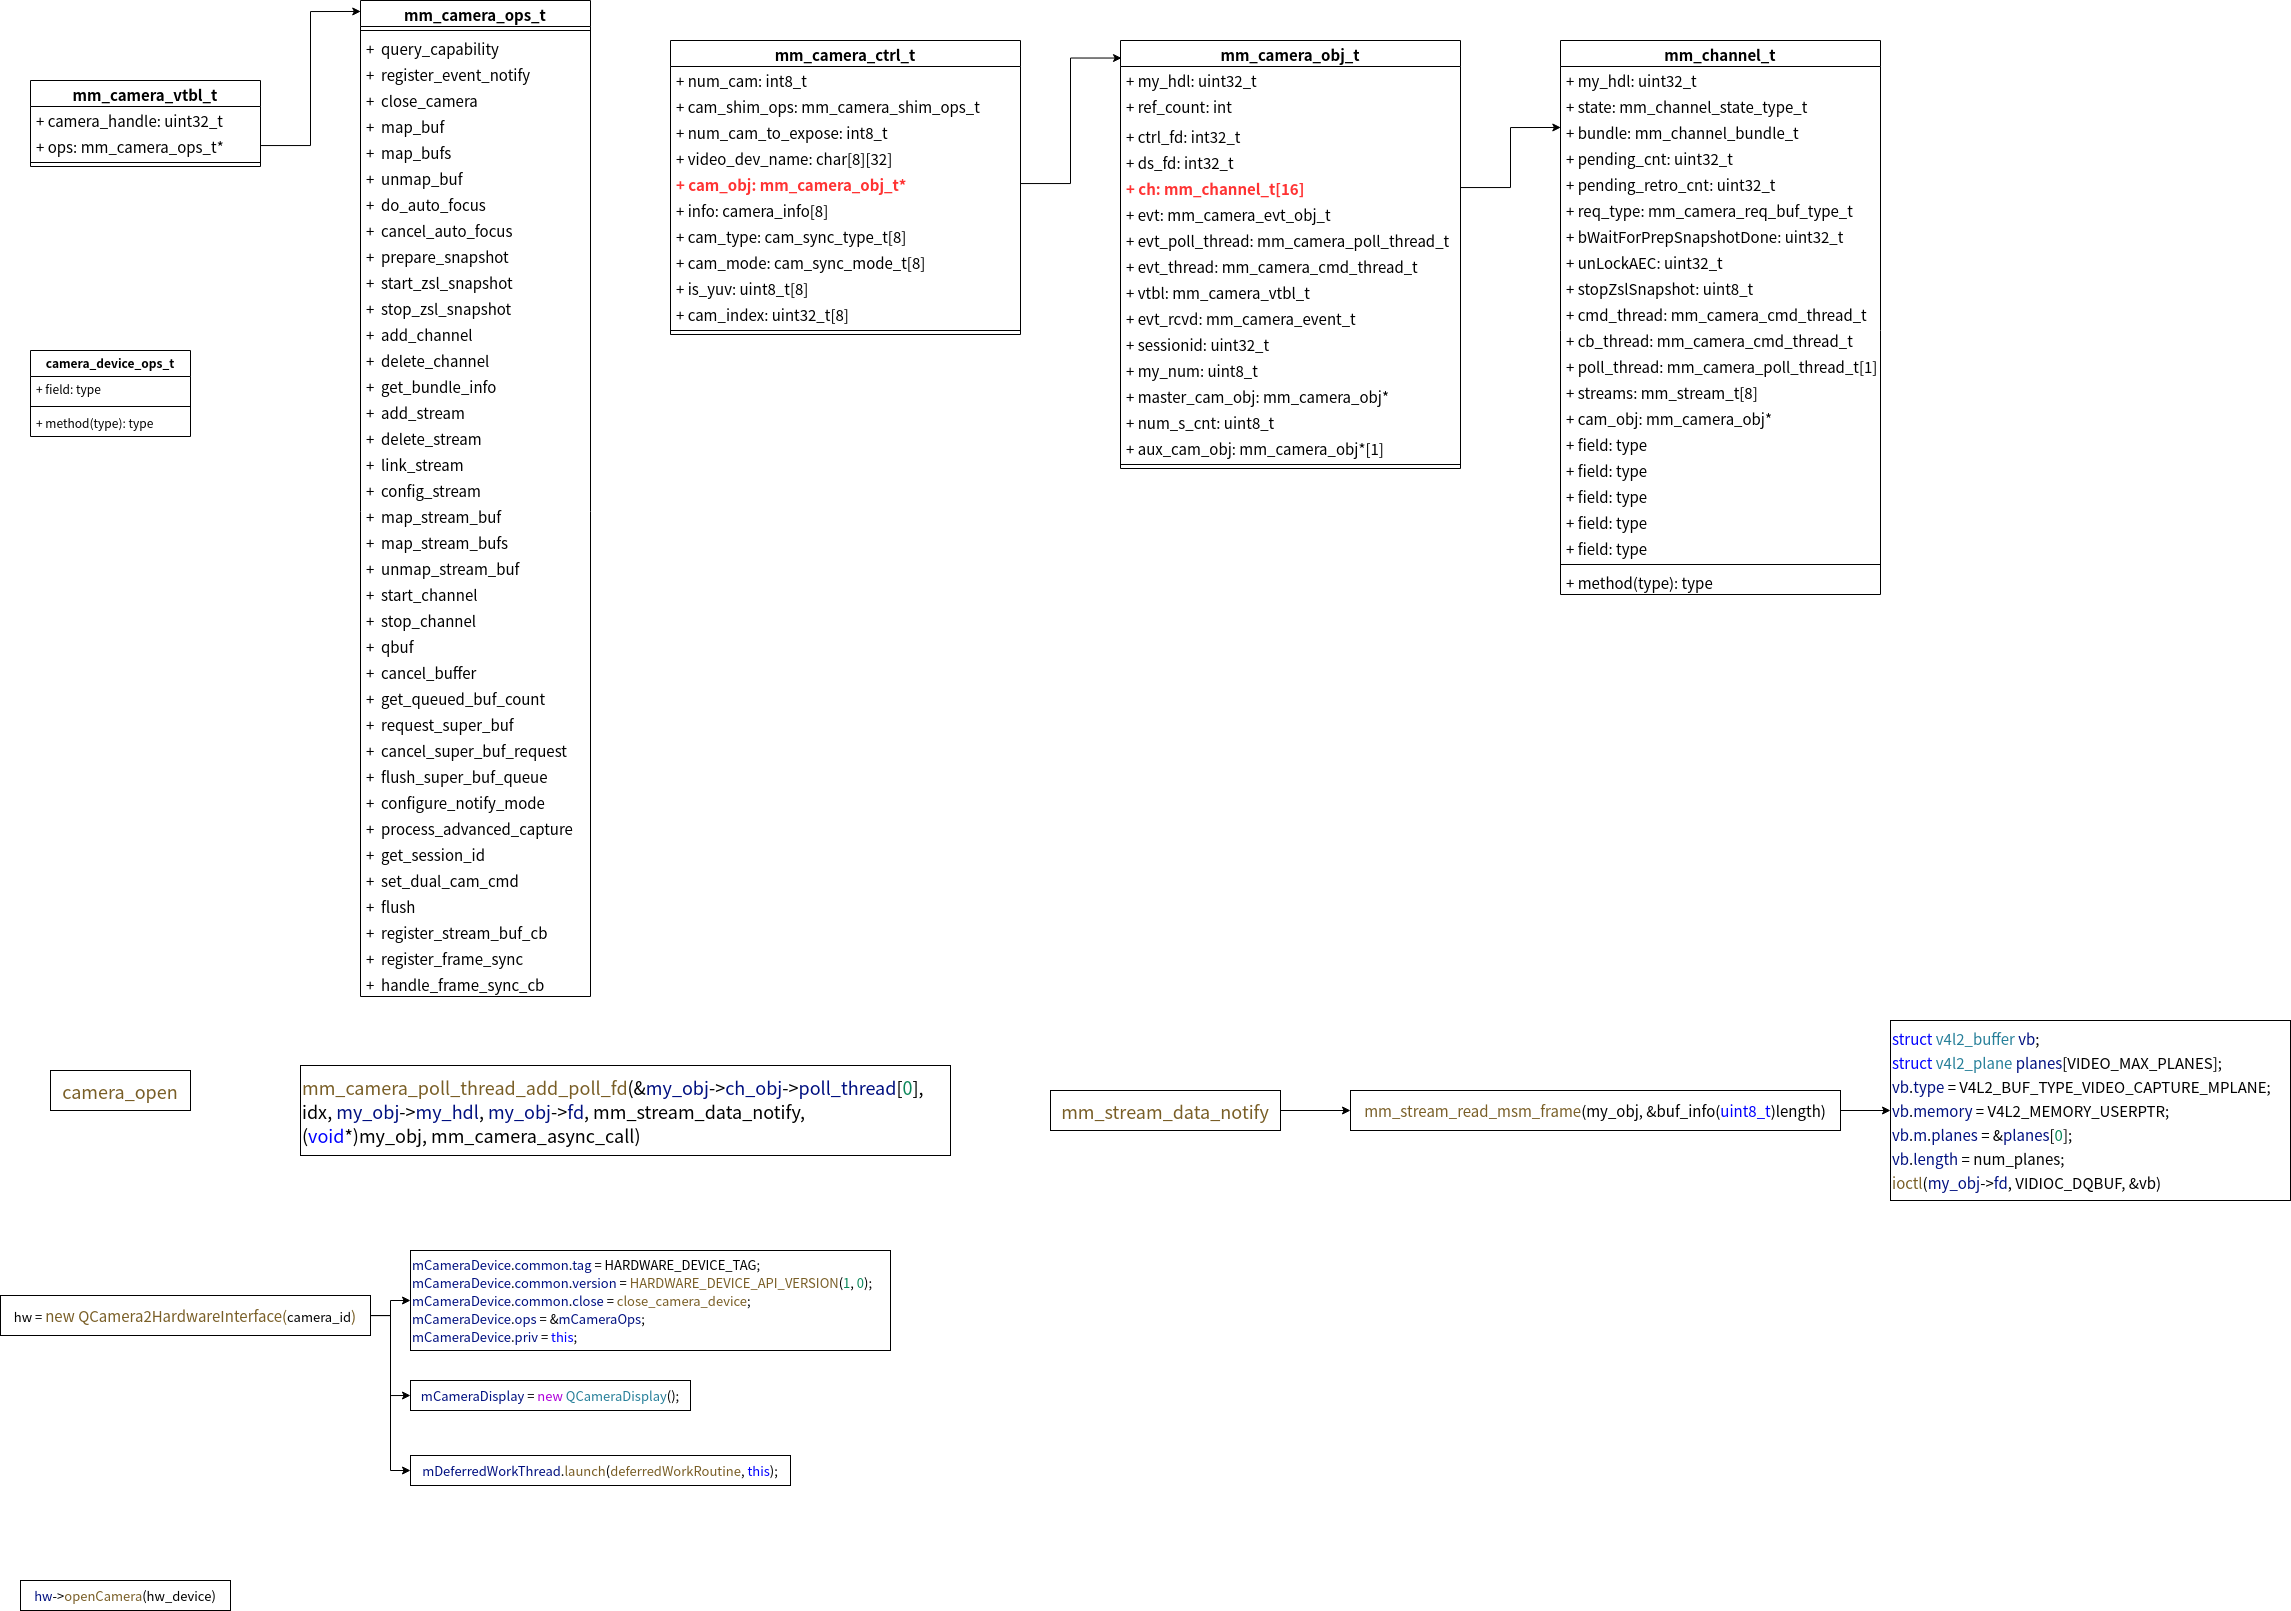 mm_camera_ops_t
+ query_capability
+ register_event_notify
+ close_camera
+ map_buf
+ map_bufs
+ unmap_buf
+ do_auto_focus
+ cancel_auto_focus
+ prepare_snapshot
+ start_zsl_snapshot
+ stop_zsl_snapshot
+ add_channel
+ delete_channel
+ get_bundle_info
+ add_stream
+ delete_stream
+ link_stream
+ config_stream
+ map_stream_buf
+ map_stream_bufs
+ unmap_stream_buf
+ start_channel
+ stop_channel
+ qbuf
+ cancel_buffer
+ get_queued_buf_count
+ request_super_buf
+ cancel_super_buf_request
+ flush_super_buf_queue
+ configure_notify_mode
+ process_advanced_capture
+ get_session_id
+ set_dual_cam_cmd
+ flush
+ register_stream_buf_cb
+ register_frame_sync
+ handle_frame_sync_cb
mm_camera_vtbl_t
+ camera_handle: uint32_t
+ ops: mm_camera_ops_t*
camera_device_ops_t
+ field: type
+ method(type): type
mm_camera_ctrl_t
+ num_cam: int8_t
+ cam_shim_ops: mm_camera_shim_ops_t
+ num_cam_to_expose: int8_t
+ video_dev_name: char[8][32]
+ cam_obj: mm_camera_obj_t*
+ info: camera_info[8]
+ cam_type: cam_sync_type_t[8]
+ cam_mode: cam_sync_mode_t[8]
+ is_yuv: uint8_t[8]
+ cam_index: uint32_t[8]
mm_camera_obj_t
+ my_hdl: uint32_t
+ ref_count: int
+ ctrl_fd: int32_t
+ ds_fd: int32_t
+ ch: mm_channel_t[16]
+ evt: mm_camera_evt_obj_t
+ evt_poll_thread: mm_camera_poll_thread_t
+ evt_thread: mm_camera_cmd_thread_t
+ vtbl: mm_camera_vtbl_t
+ evt_rcvd: mm_camera_event_t
+ sessionid: uint32_t
+ my_num: uint8_t
+ master_cam_obj: mm_camera_obj*
+ num_s_cnt: uint8_t
+ aux_cam_obj: mm_camera_obj*[1]
mm_channel_t
+ my_hdl: uint32_t
+ state: mm_channel_state_type_t
+ bundle: mm_channel_bundle_t
+ pending_cnt: uint32_t
+ pending_retro_cnt: uint32_t
+ req_type: mm_camera_req_buf_type_t
+ bWaitForPrepSnapshotDone: uint32_t
+ unLockAEC: uint32_t
+ stopZslSnapshot: uint8_t
+ cmd_thread: mm_camera_cmd_thread_t
+ cb_thread: mm_camera_cmd_thread_t
+ poll_thread: mm_camera_poll_thread_t[1]
+ streams: mm_stream_t[8]
+ cam_obj: mm_camera_obj*
+ field: type
+ field: type
+ field: type
+ field: type
+ field: type
+ method(type): type
camera_open
mm_camera_poll_thread_add_poll_fd(&my_obj->ch_obj->poll_thread[0],
idx, my_obj->my_hdl, my_obj->fd, mm_stream_data_notify,
(void*)my_obj, mm_camera_async_call)
mm_stream_data_notify
mm_stream_read_msm_frame(my_obj, &buf_info(uint8_t)length)
struct v4l2_buffer vb;
struct v4l2_plane planes[VIDEO_MAX_PLANES];
vb.type = V4L2_BUF_TYPE_VIDEO_CAPTURE_MPLANE;
vb.memory = V4L2_MEMORY_USERPTR;
vb.m.planes = &planes[0];
vb.length = num_planes;
ioctl(my_obj->fd, VIDIOC_DQBUF, &vb)
hw = new QCamera2HardwareInterface(camera_id)
mCameraDevice.common.tag = HARDWARE_DEVICE_TAG;
mCameraDevice.common.version = HARDWARE_DEVICE_API_VERSION(1, 0);
mCameraDevice.common.close = close_camera_device;
mCameraDevice.ops = &mCameraOps;
mCameraDevice.priv = this;
mCameraDisplay = new QCameraDisplay();
mDeferredWorkThread.launch(deferredWorkRoutine, this);
hw->openCamera(hw_device)